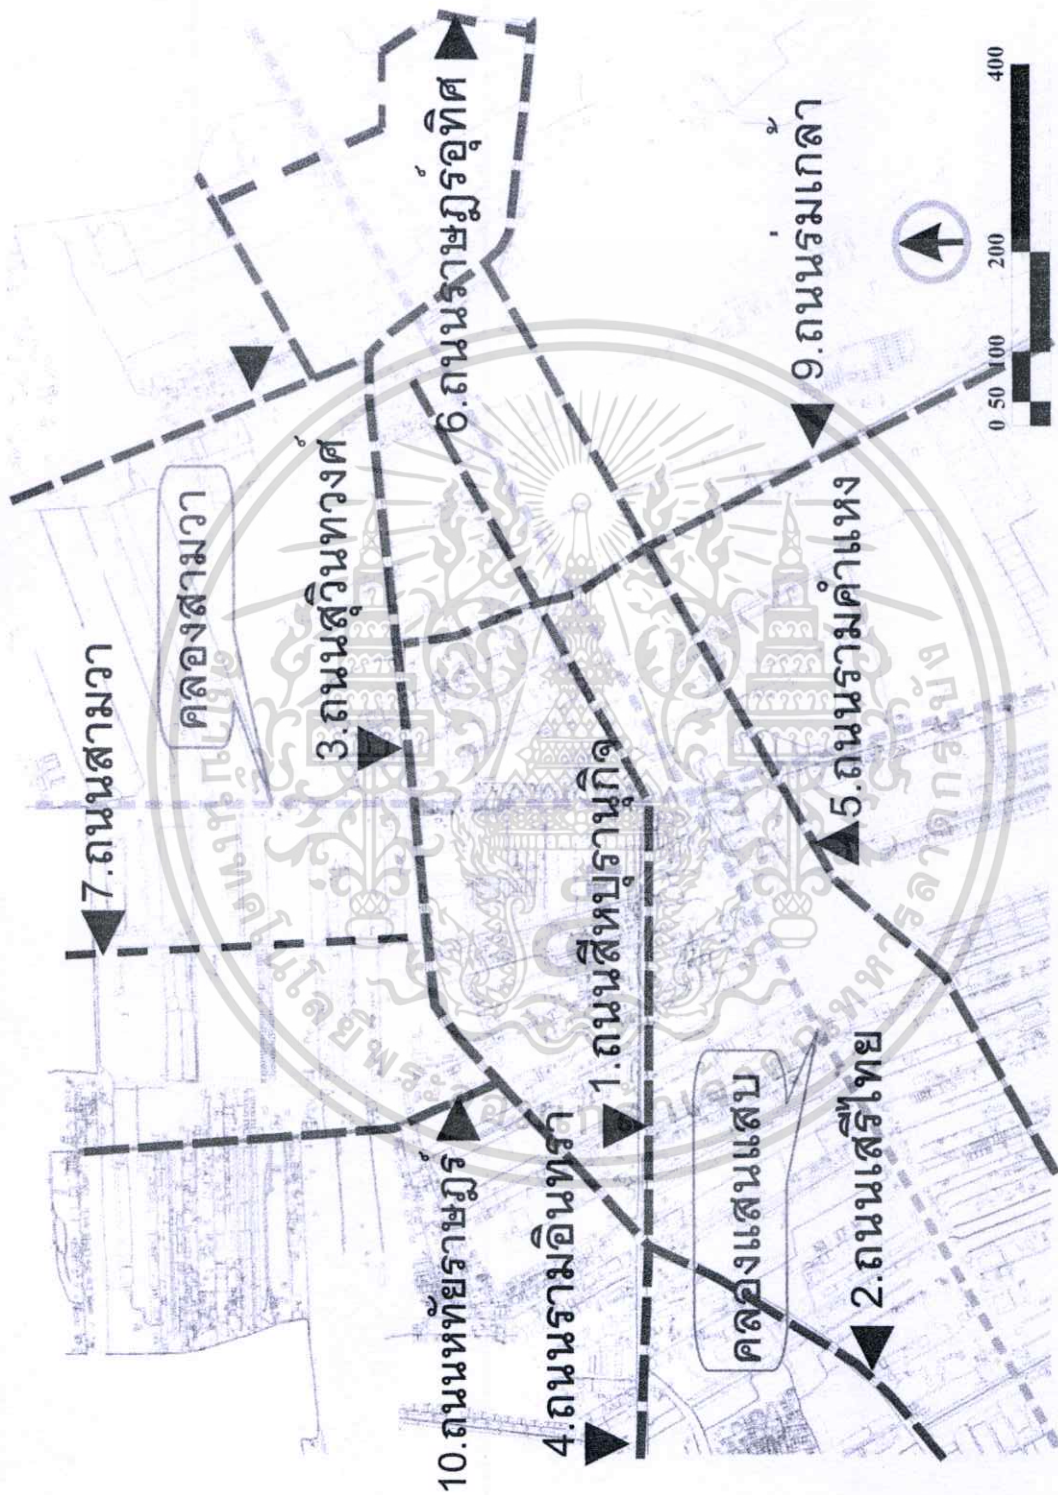 7.ถนนสามวา
คลองสามวา
3.ถนนสุวินทวงศ์
6.ถนนราษฎร์อุทิศ
10.ถนนหทัยราษฎร์
4.ถนนรามอินทรา
1.ถนนสีหบุรานุกิจ
คลองแสนแสบ
2.ถนนเสรีไทย
5.ถนนรามคำแหง
9.ถนนร่มเกล้า
0 50 100 200 400